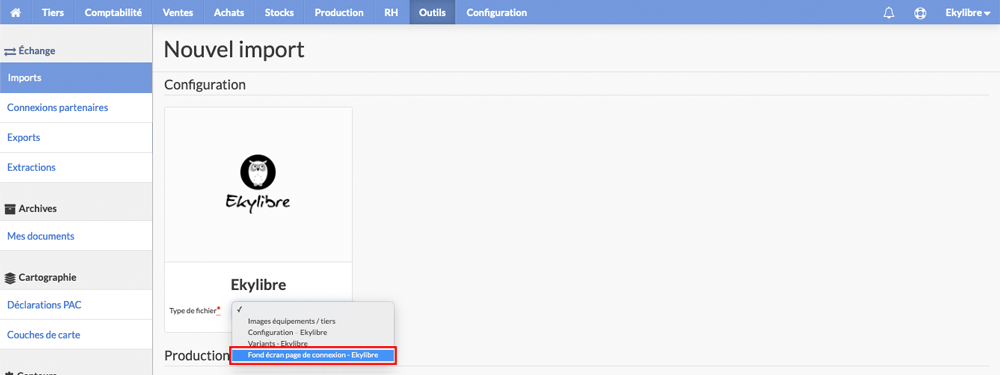 Tiers Comptabilité Ventes Achats Stocks Production RH Outils Configuration Ekylibre
Échange
Imports
Connexions partenaires
Exports
Extractions
Archives
Mes documents
Cartographie
Déclarations PAC
Couches de carte
Nouvel import
Configuration
Ekylibre
Ekylibre
Type de fichier*
Images équipements / tiers
Configuration - Ekylibre
Variants - Ekylibre
Fond écran page de connexion - Ekylibre
Production